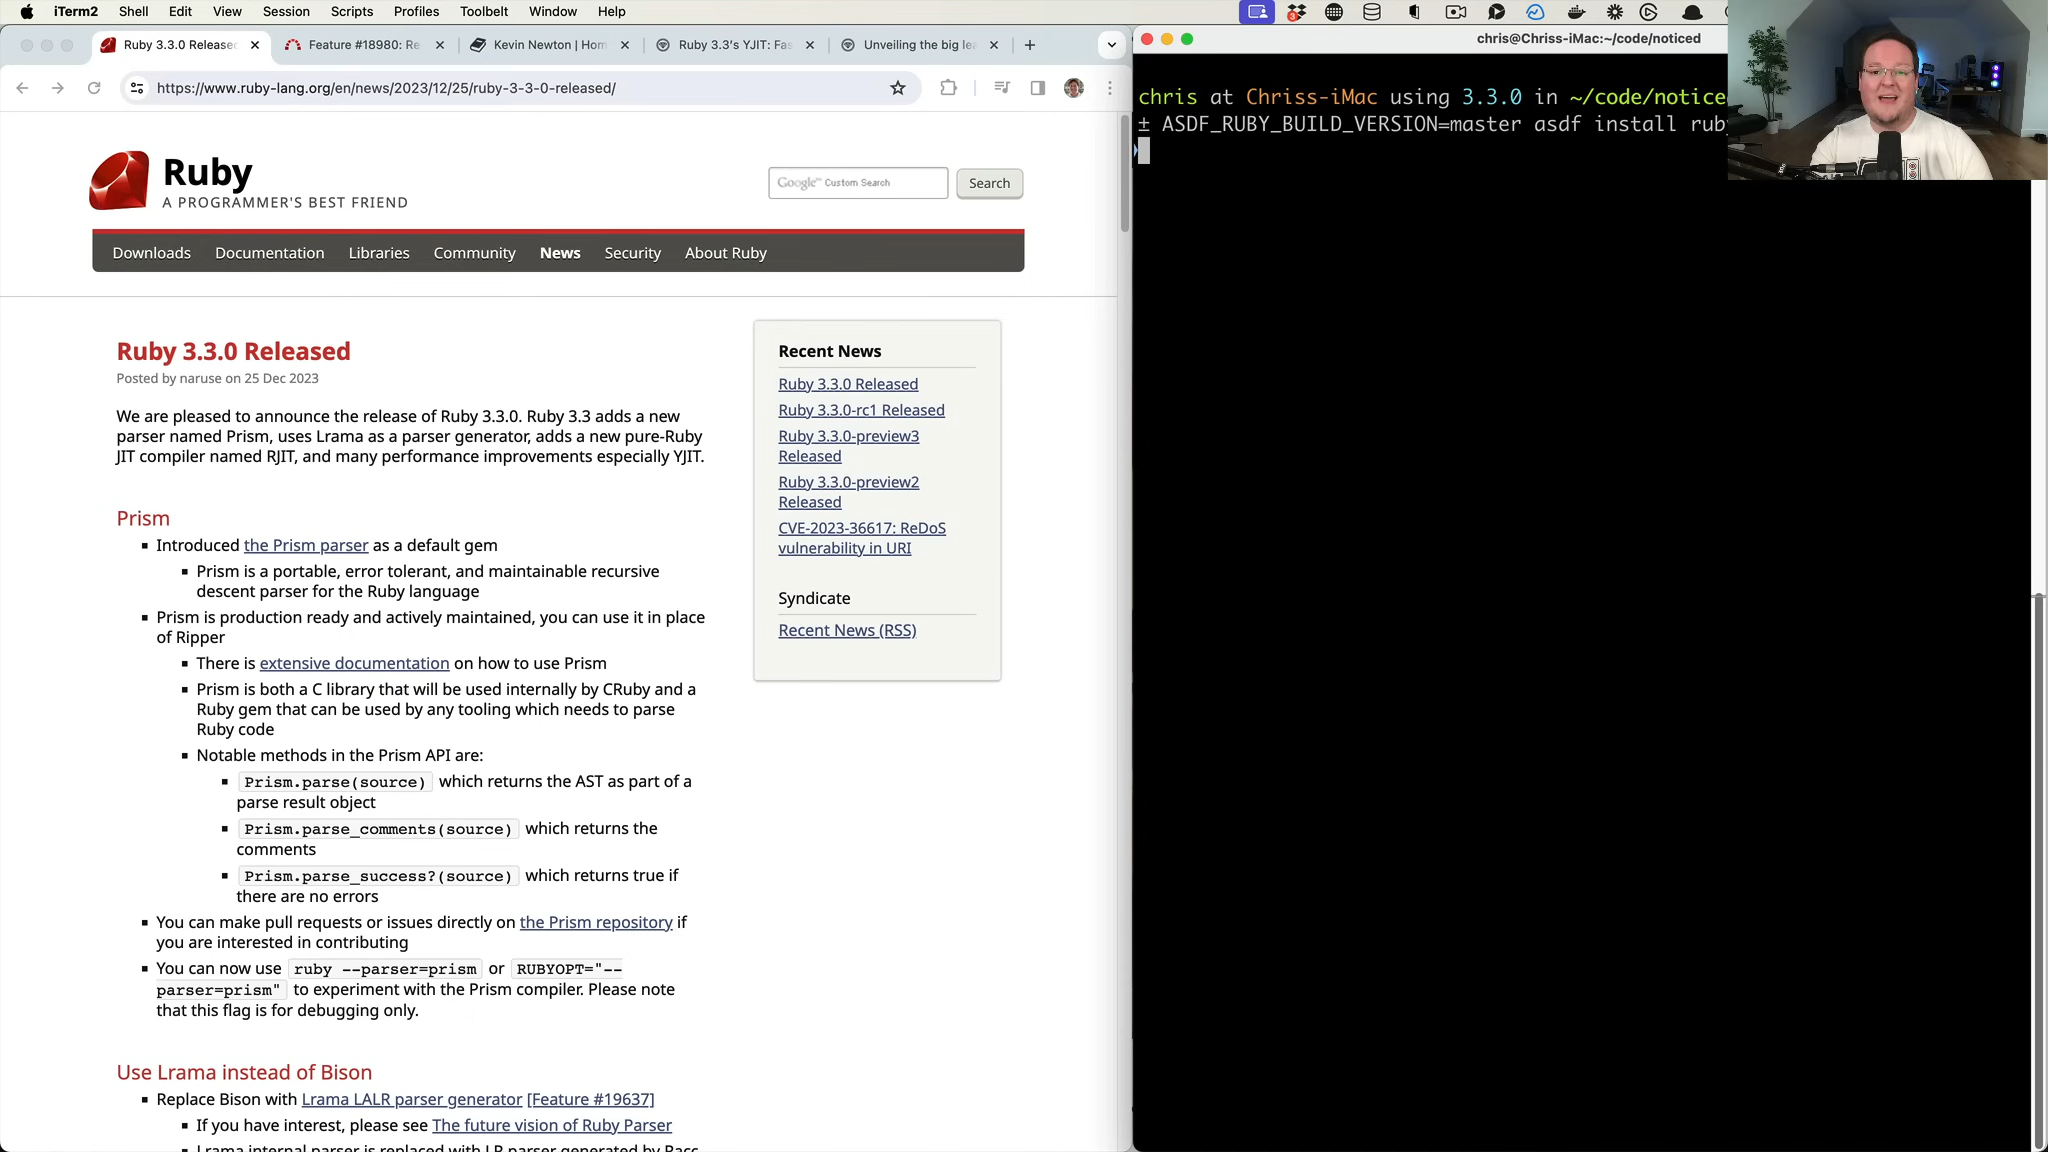 iTerm2 Shell Edit View Session Scripts Profiles Toolbelt Window Help
3
Ruby 3.3.0 Released
Feature #18980: Re
Kevin Newton | Hom
Ruby 3.3's YJIT: Fas
Unveiling the big lea
https://www.ruby-lang.org/en/news/2023/12/25/ruby-3-3-0-released/
Ruby
A PROGRAMMER'S BEST FRIEND
Google™ Custom Search
Search
Downloads Documentation Libraries Community News Security About Ruby
Ruby 3.3.0 Released
Posted by naruse on 25 Dec 2023
We are pleased to announce the release of Ruby 3.3.0. Ruby 3.3 adds a new
parser named Prism, uses Lrama as a parser generator, adds a new pure-Ruby
JIT compiler named RJIT, and many performance improvements especially YJIT.
Prism
Introduced the Prism parser as a default gem
Prism is a portable, error tolerant, and maintainable recursive
descent parser for the Ruby language
Prism is production ready and actively maintained, you can use it in place
of Ripper
There is extensive documentation on how to use Prism
Prism is both a C library that will be used internally by CRuby and a
Ruby gem that can be used by any tooling which needs to parse
Ruby code
Notable methods in the Prism API are:
Prism.parse(source) which returns the AST as part of a
parse result object
Prism.parse_comments(source) which returns the
comments
Prism.parse_success?(source) which returns true if
there are no errors
You can make pull requests or issues directly on the Prism repository if
you are interested in contributing
You can now use ruby --parser=prism or RUBYOPT="--
parser=prism" to experiment with the Prism compiler. Please note
that this flag is for debugging only.
Use Lrama instead of Bison
Replace Bison with Lrama LALR parser generator [Feature #19637]
If you have interest, please see The future vision of Ruby Parser
Lrama internal parser is replaced with LR parser generated by Racc
Recent News
Ruby 3.3.0 Released
Ruby 3.3.0-rc1 Released
Ruby 3.3.0-preview3
Released
Ruby 3.3.0-preview2
Released
CVE-2023-36617: ReDoS
vulnerability in URI
Syndicate
Recent News (RSS)
chris@Chriss-iMac:~/code/noticed
chris at Chriss-iMac using 3.3.0 in ~/code/notice
± ASDF_RUBY_BUILD_VERSION=master asdf install rub